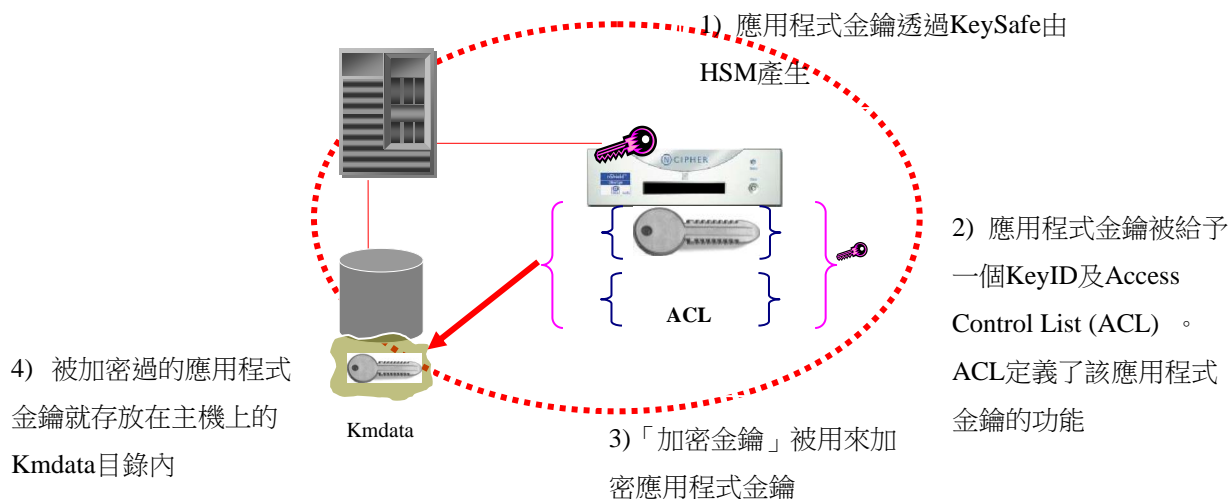 1) 應用程式金鑰透過KeySafe由
HSM產生
NCIPHER
2) 應用程式金鑰被給予
一個KeyID及Access
Control List (ACL) 。
ACL定義了該應用程式
金鑰的功能
ACL
3)「加密金鑰」被用來加
密應用程式金鑰
4) 被加密過的應用程式
金鑰就存放在主機上的
Kmdata目錄內
Kmdata